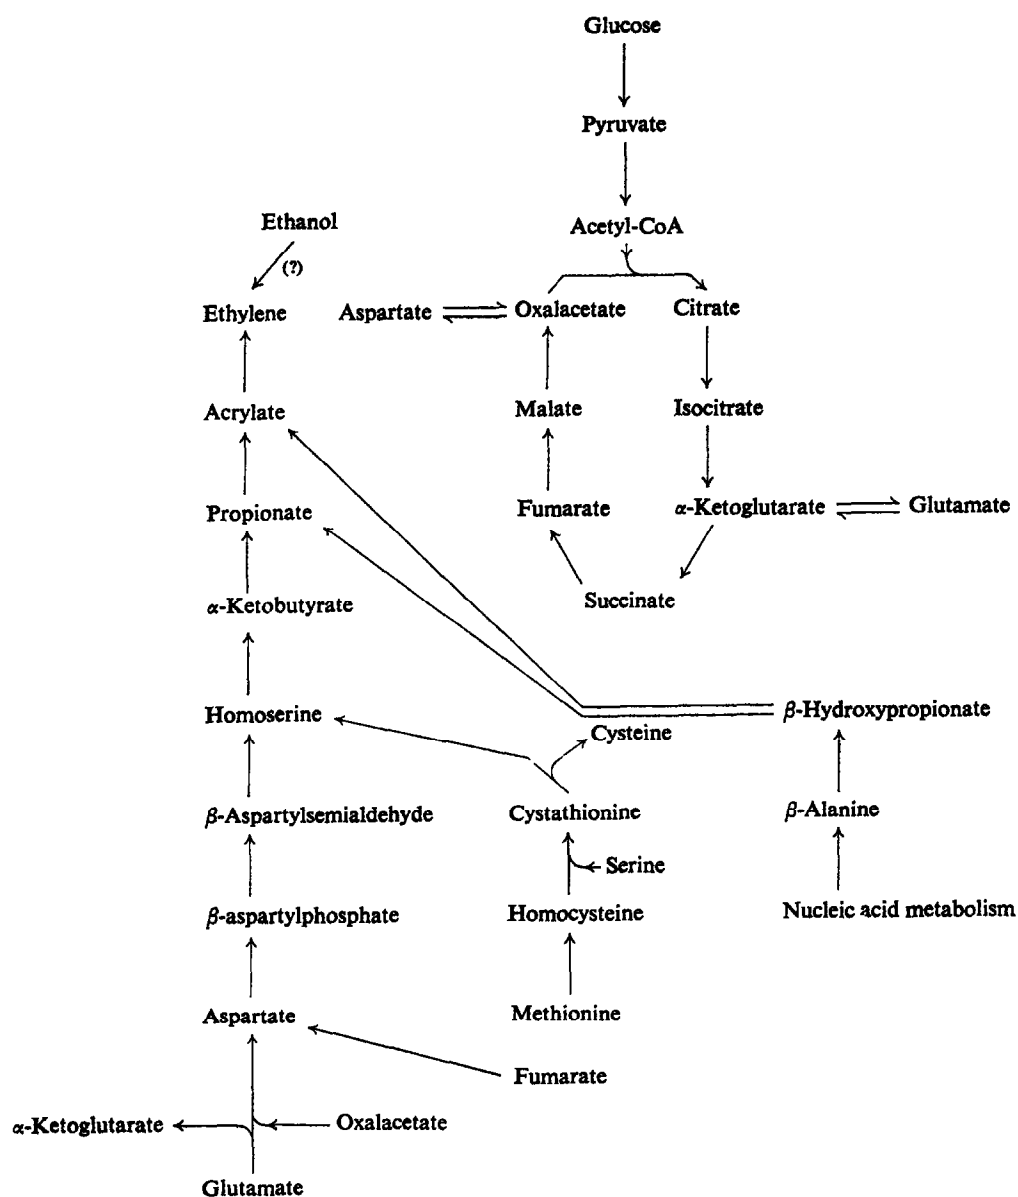 Glucose
Pyruvate
Acetyl-CoA
Ethanol
(?)
Ethylene
Aspartate
Oxalacetate
Citrate
Acrylate
Malate
Isocitrate
Propionate
Fumarate
α-Ketoglutarate
Glutamate
α-Ketobutyrate
Succinate
Homoserine
β-Hydroxypropionate
Cysteine
β-Aspartylsemialdehyde
Cystathionine
β-Alanine
Serine
β-aspartylphosphate
Homocysteine
Nucleic acid metabolism
Aspartate
Methionine
Fumarate
α-Ketoglutarate
Oxalacetate
Glutamate